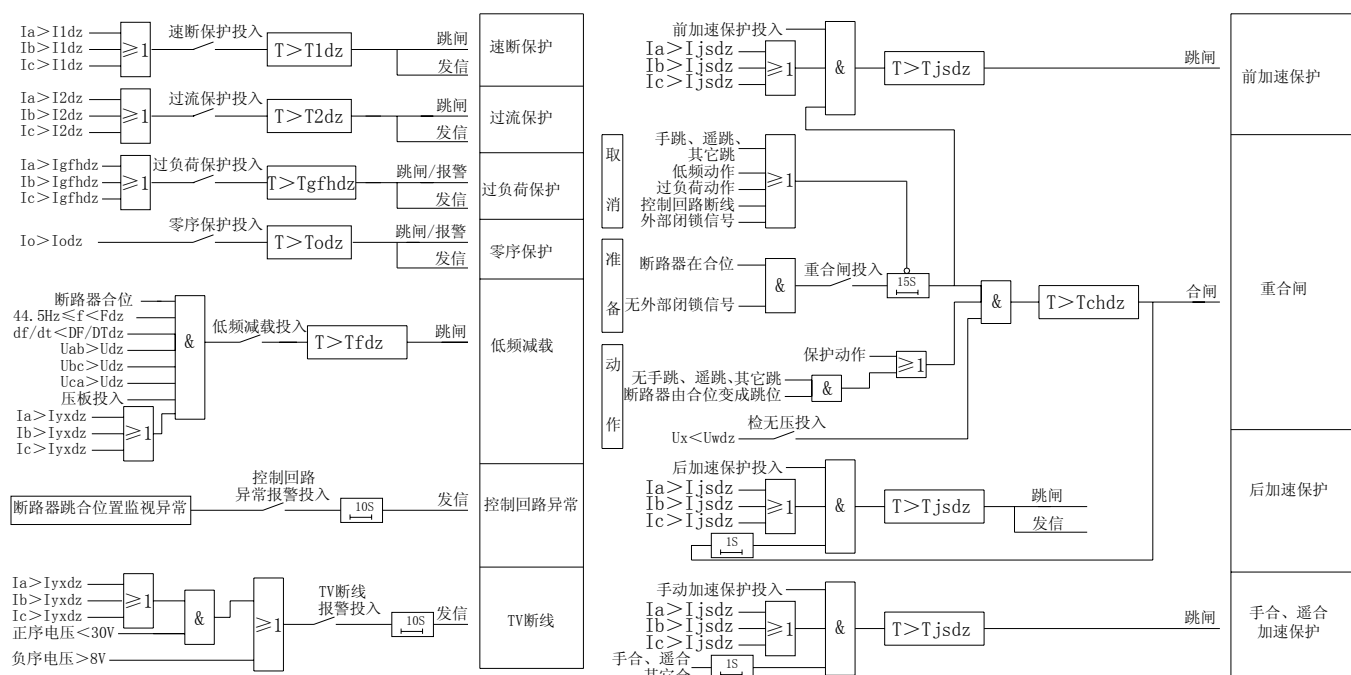 Ia>I1dz
Ib>I1dz
Ic>I1dz
≥1
速断保护投入
T>T1dz
跳闸
发信
速断保护
Ia>I2dz
Ib>I2dz
Ic>I2dz
≥1
过流保护投入
T>T2dz
跳闸
发信
过流保护
Ia>Igfhdz
Ib>Igfhdz
Ic>Igfhdz
≥1
过负荷保护投入
T>Tgfhdz
跳闸/报警
发信
过负荷保护
Io>Iodz
零序保护投入
T>Todz
跳闸/报警
发信
零序保护
断路器合位
44.5Hz≤f<Fdz
df/dt<DF/DTdz
Uab>Udz
Ubc>Udz
Uca>Udz
压板投入
Ia>Iyxdz
Ib>Iyxdz
Ic>Iyxdz
≥1
&
低频减载投入
T>Tfdz
跳闸
低频减载
断路器跳合位置监视异常
控制回路
异常报警投入
10S
发信
控制回路异常
Ia>Iyxdz
Ib>Iyxdz
Ic>Iyxdz
≥1
正序电压<30V
&
负序电压>8V
≥1
TV断线
报警投入
10S
发信
TV断线
前加速保护投入
Ia>Ijsdz
Ib>Ijsdz
Ic>Ijsdz
≥1
&
T>Tjsdz
跳闸
前加速保护
取
消
手跳、遥跳、
其它跳
低频动作
过负荷动作
控制回路断线
外部闭锁信号
≥1
准
备
断路器在合位
无外部闭锁信号
&
重合闸投入
15S
&
T>Tchdz
合闸
重合闸
动
作
保护动作
无手跳、遥跳、其它跳
断路器由合位变成跳位
&
≥1
检无压投入
Ux<Uwdz
后加速保护投入
Ia>Ijsdz
Ib>Ijsdz
Ic>Ijsdz
≥1
1S
&
T>Tjsdz
跳闸
发信
后加速保护
手动加速保护投入
Ia>Ijsdz
Ib>Ijsdz
Ic>Ijsdz
≥1
手合、遥合
其它合
1S
&
T>Tjsdz
跳闸
手合、遥合
加速保护